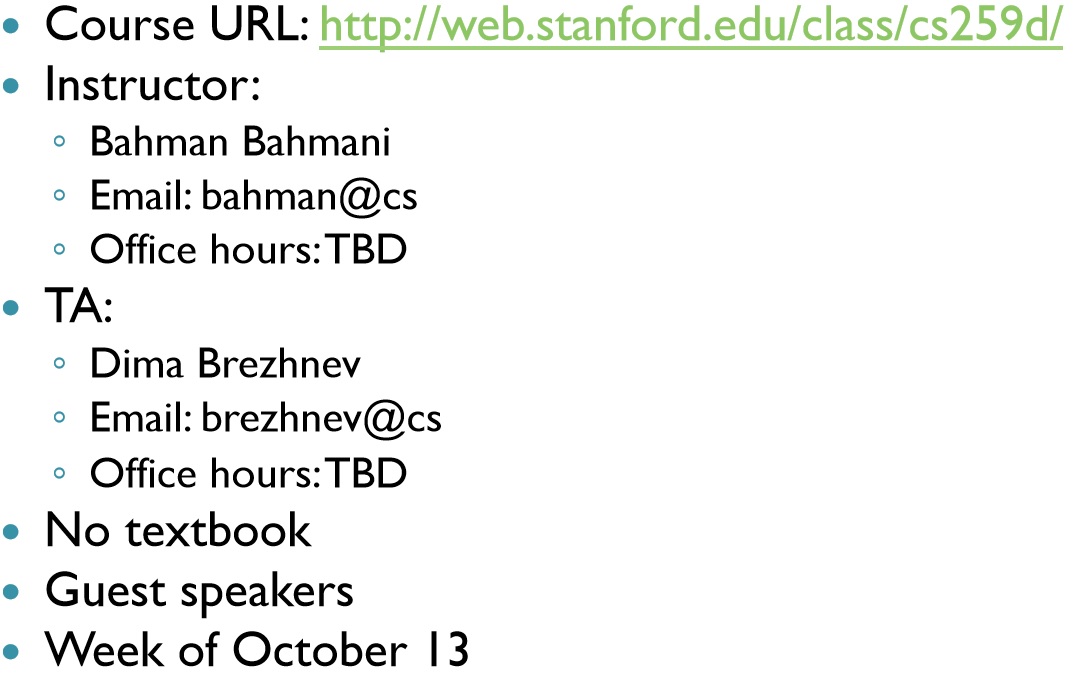 • Course URL: http://web.stanford.edu/class/cs259d/
• Instructor:
◦ Bahman Bahmani
◦ Email: bahman@cs
◦ Office hours: TBD
• TA:
◦ Dima Brezhnev
◦ Email: brezhnev@cs
◦ Office hours: TBD
• No textbook
• Guest speakers
• Week of October 13